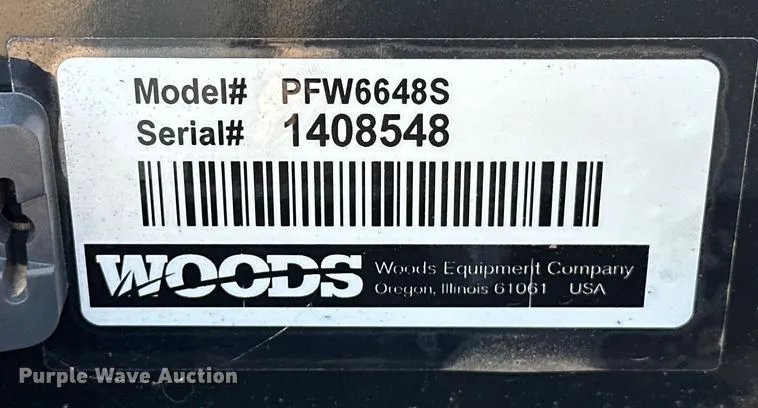 Model# PFW6648S
Serial# 1408548
WOODS
Woods Equipment Company
Oregon, Illinois 61061 USA
Purple Wave Auction